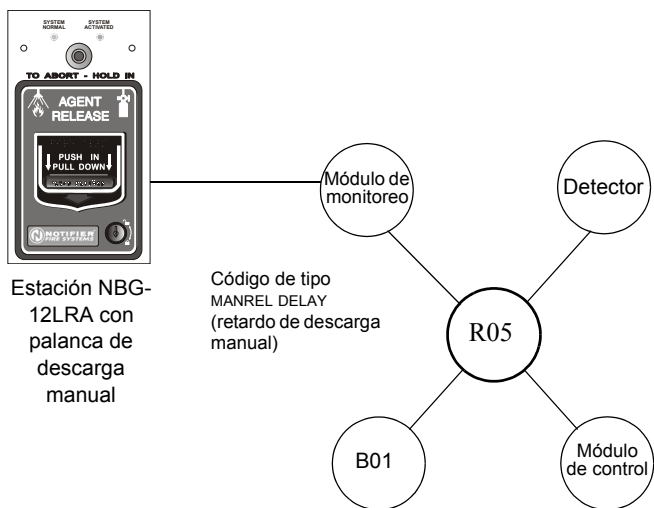 SYSTEM NORMAL
SYSTEM ACTIVATED
TO ABORT - HOLD IN
AGENT
RELEASE
PUSH IN
PULL DOWN
NOTIFIER
FIRE SYSTEMS
Estación NBG-
12LRA con
palanca de
descarga
manual
Código de tipo
MANREL DELAY
(retardo de descarga
manual)
Módulo de
monitoreo
Detector
R05
B01
Módulo
de control